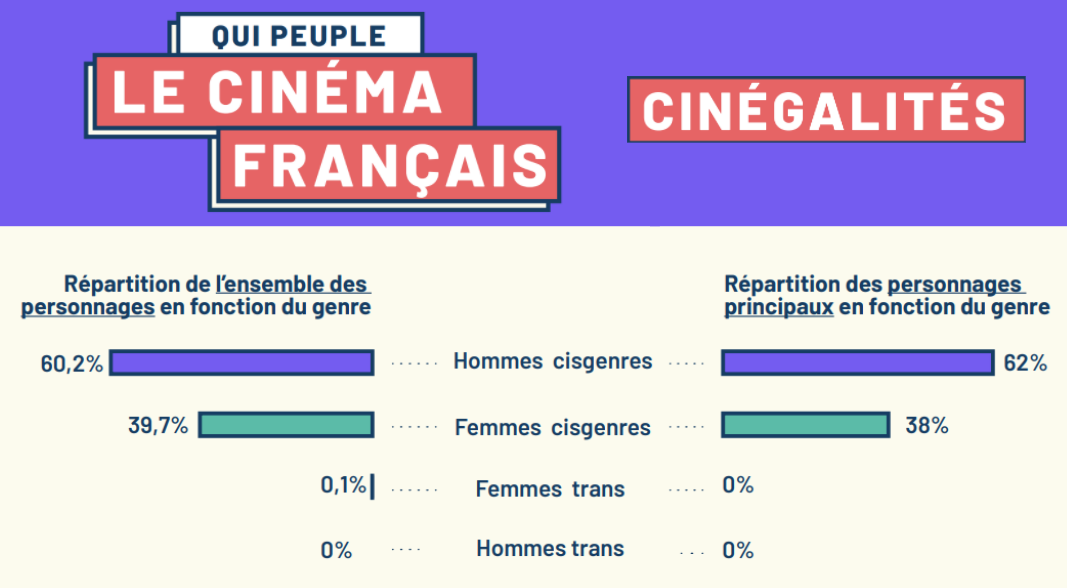 QUI PEUPLE
LE CINÉMA
FRANÇAIS
CINÉGALITÉS
Répartition de l'ensemble des
personnages en fonction du genre
Répartition des personnages
principaux en fonction du genre
60,2% ..... Hommes cisgenres ..... 62%
39,7% ..... Femmes cisgenres ..... 38%
0,1% ..... Femmes trans ..... 0%
0% .... Hommes trans ... 0%